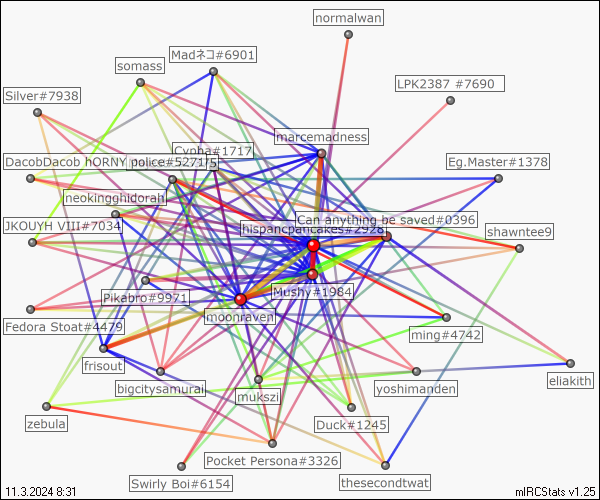 normalwan
Madネコ#6901
somass
LPK2387 #7690
Silver#7938
marcemadness
Cypha#1717
DacobDacob hORNY police#5271
Eg.Master#1378
neokingghidorah
Can anything be saved#0396
JKOUYH VIII#7034
hispancpancakes#2928
shawntee9
Mushy#1984
Pikabro#9971
moonraven
Fedora Stoat#4479
ming#4742
frisout
bigcitysamurai
yoshimanden
eliakith
mukszi
zebula
Duck#1245
Pocket Persona#3326
Swirly Boi#6154
thesecondtwat
11.3.2024 8:31
mIRCStats v1.25